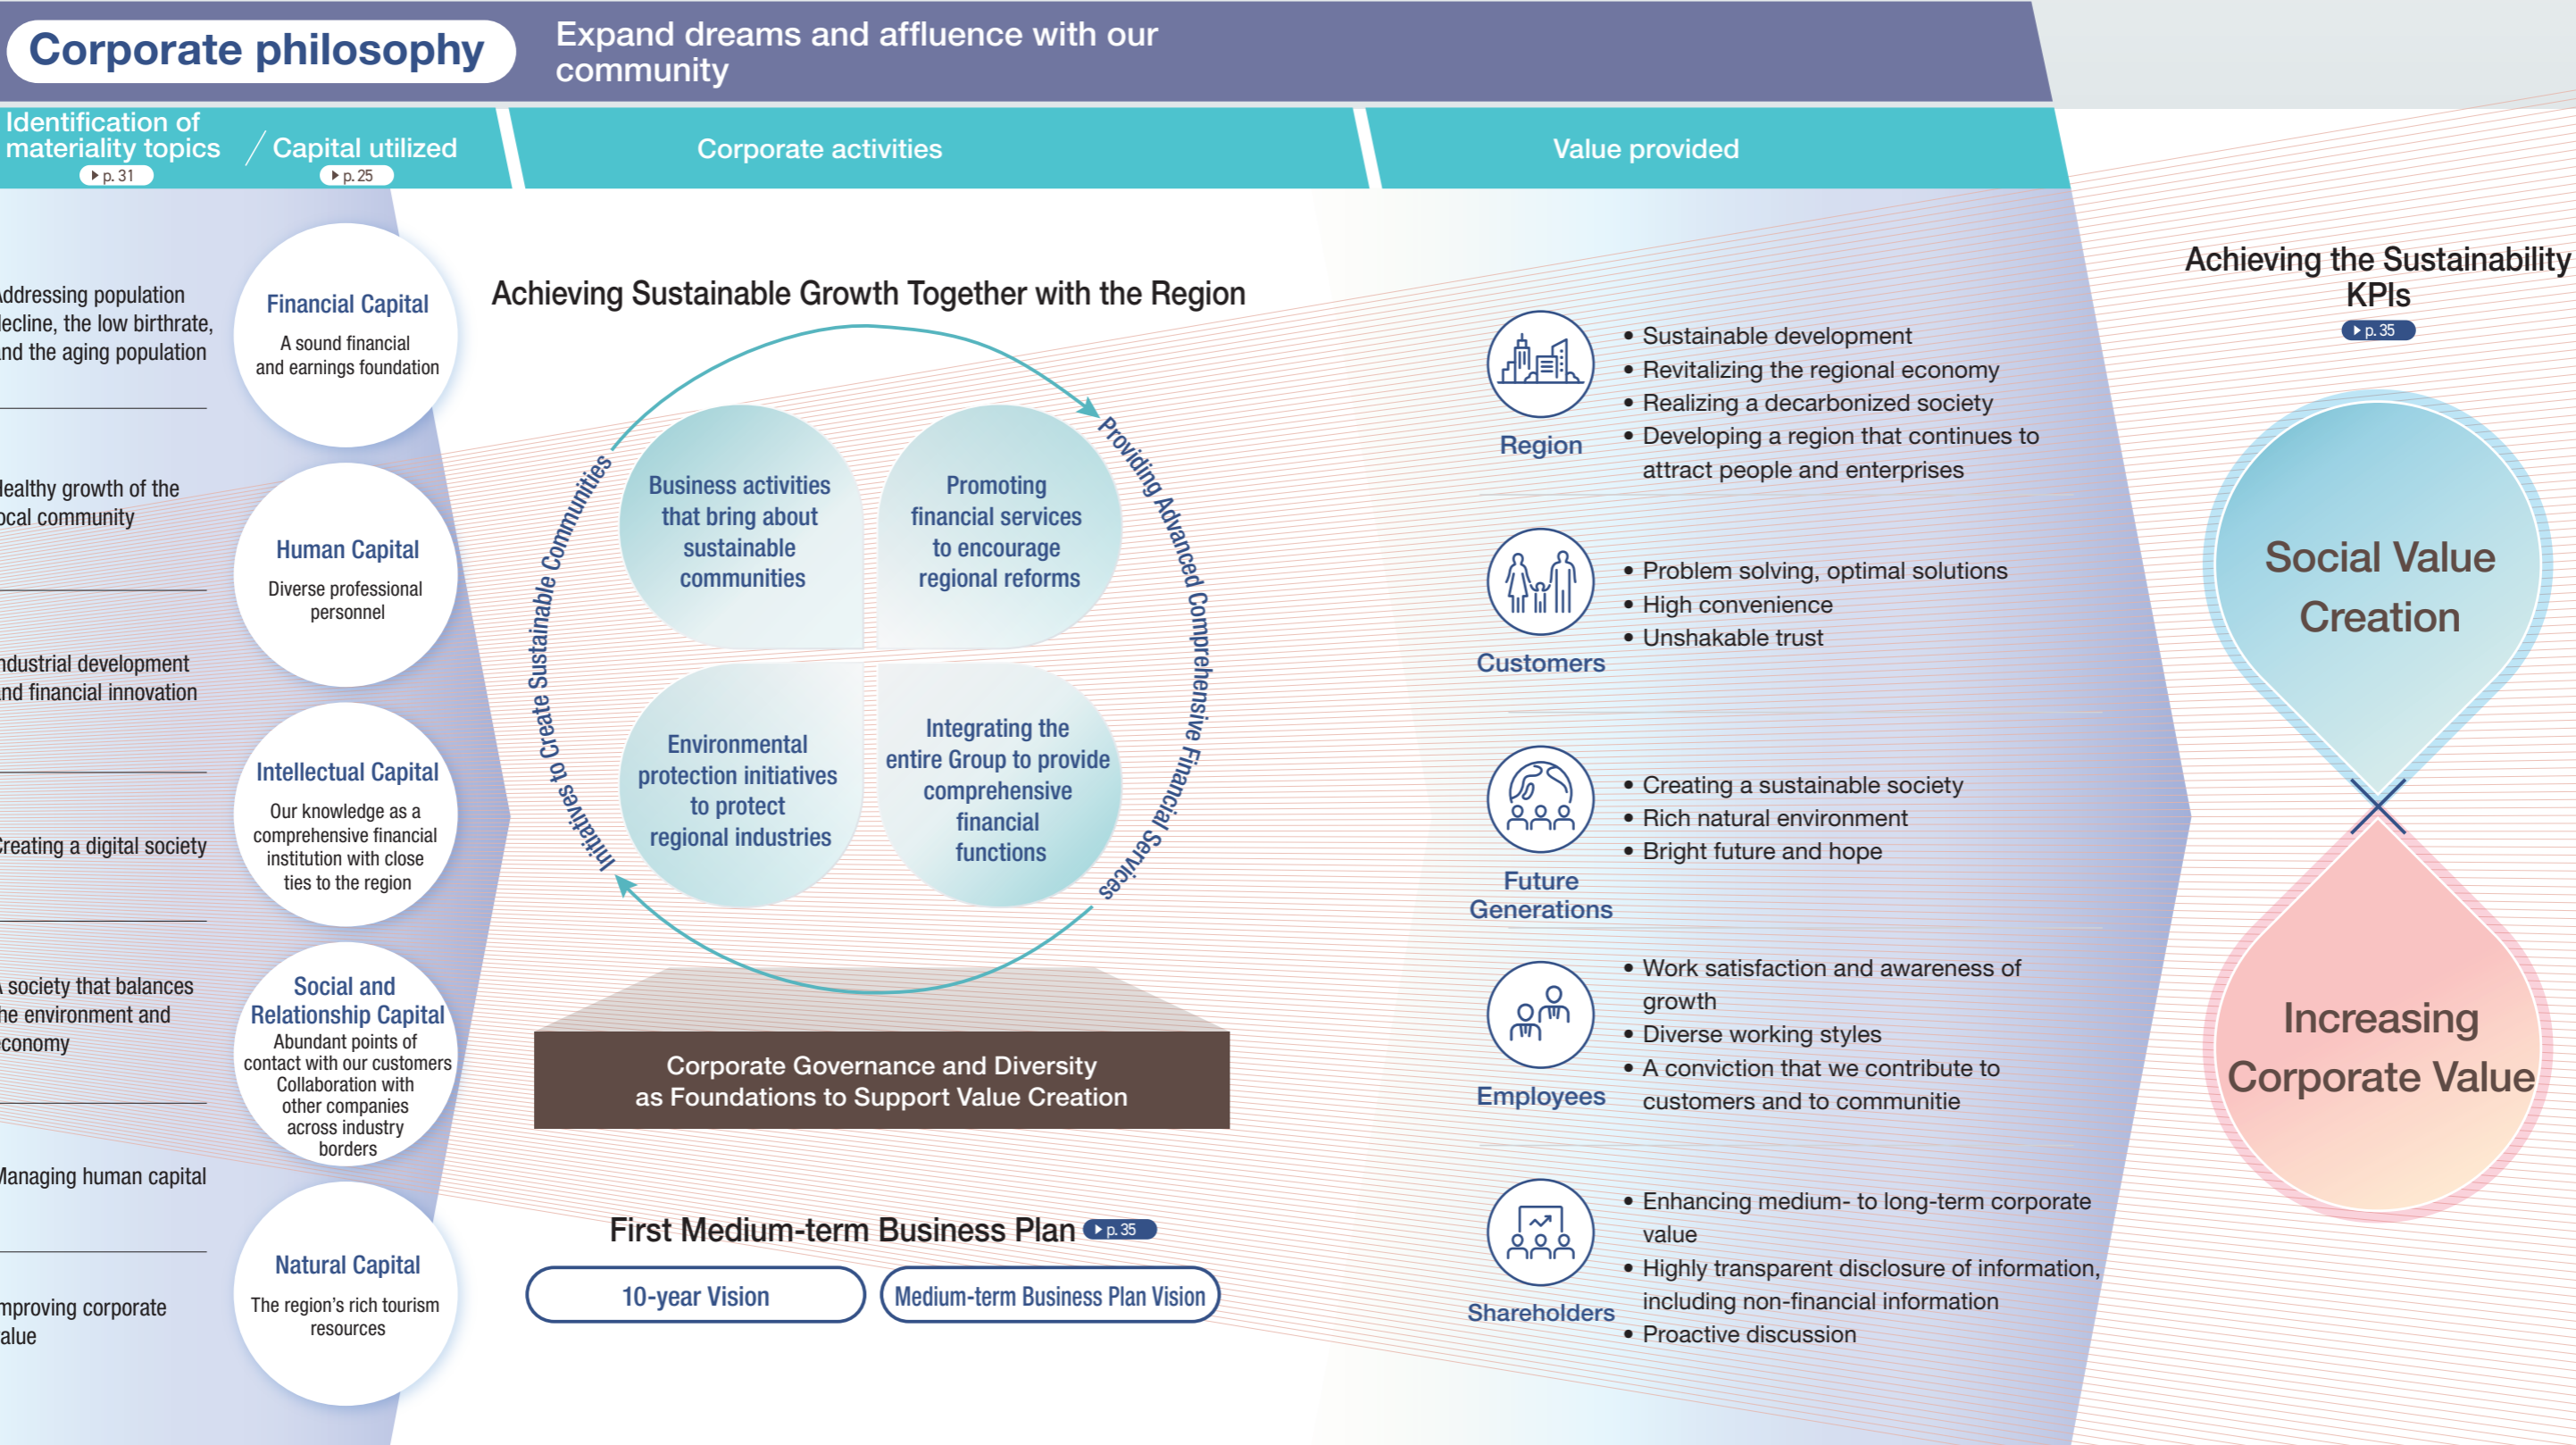 Corporate philosophy
Expand dreams and affluence with our
community
Identification of
materiality topics
p. 31
Capital utilized
p. 25
Corporate activities
Value provided
ddressing population
ecline, the low birthrate,
nd the aging population
ealthy growth of the
ocal community
ndustrial development
nd financial innovation
reating a digital society
society that balances
he environment and
conomy
anaging human capital
mproving corporate
alue
Financial Capital
A sound financial
and earnings foundation
Human Capital
Diverse professional
personnel
Intellectual Capital
Our knowledge as a
comprehensive financial
institution with close
ties to the region
Social and
Relationship Capital
Abundant points of
contact with our customers
Collaboration with
other companies
across industry
borders
Natural Capital
The region's rich tourism
resources
Achieving Sustainable Growth Together with the Region
Initiatives to Create Sustainable Communities
Providing Advanced Comprehensive Financial Services
Business activities
that bring about
sustainable
communities
Promoting
financial services
to encourage
regional reforms
Environmental
protection initiatives
to protect
regional industries
Integrating the
entire Group to provide
comprehensive
financial
functions
Corporate Governance and Diversity
as Foundations to Support Value Creation
First Medium-term Business Plan
p. 35
10-year Vision
Medium-term Business Plan Vision
Region
• Sustainable development
• Revitalizing the regional economy
• Realizing a decarbonized society
• Developing a region that continues to
attract people and enterprises
Customers
• Problem solving, optimal solutions
• High convenience
• Unshakable trust
Future
Generations
• Creating a sustainable society
• Rich natural environment
• Bright future and hope
Employees
• Work satisfaction and awareness of
growth
• Diverse working styles
• A conviction that we contribute to
customers and to communitie
Shareholders
• Enhancing medium- to long-term corporate
value
• Highly transparent disclosure of information,
including non-financial information
• Proactive discussion
Achieving the Sustainability
KPIs
p. 35
Social Value
Creation
Increasing
Corporate Value